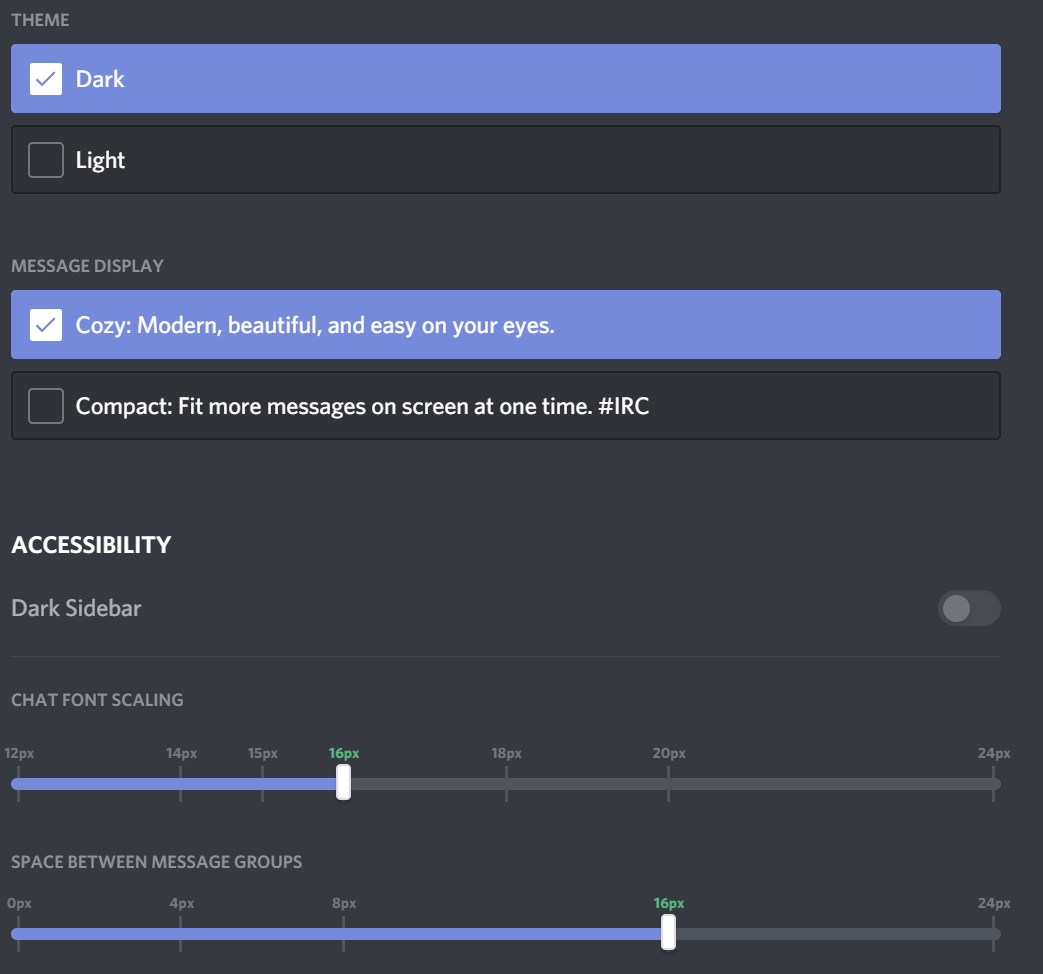 THEME
Dark
Light
MESSAGE DISPLAY
Cozy: Modern, beautiful, and easy on your eyes.
Compact: Fit more messages on screen at one time. #IRC
ACCESSIBILITY
Dark Sidebar
CHAT FONT SCALING
12px 14px 15px 16px 18px 20px 24px
SPACE BETWEEN MESSAGE GROUPS
0px 4px 8px 16px 24px